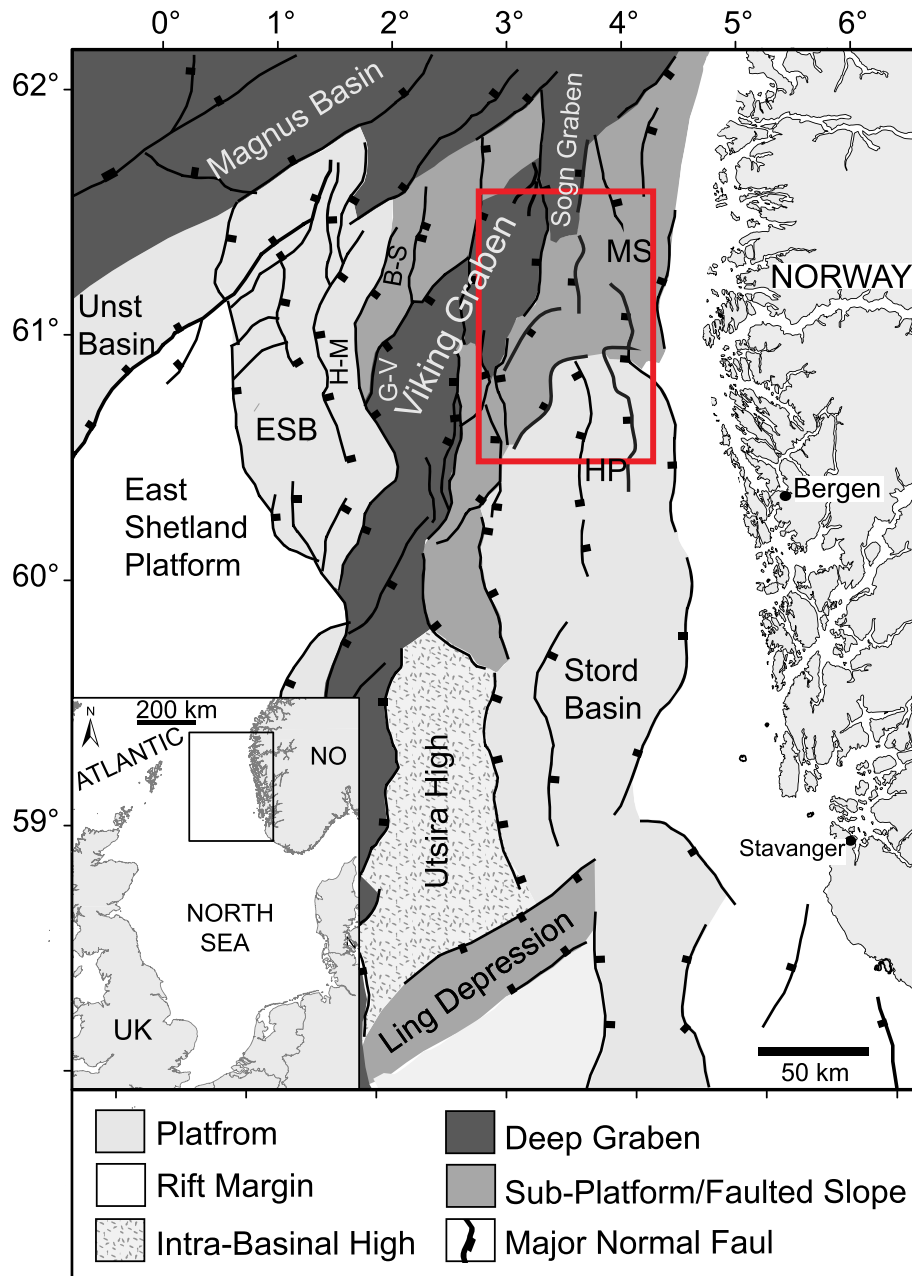 0° 1° 2° 3° 4° 5° 6°
62°
61°
60°
59°
Magnus Basin
Sogn Graben
Viking Graben
MS
NORWAY
Unst
Basin
B-S
H-M
G-V
ESB
HP
Bergen
East
Shetland
Platform
Stord
Basin
Utsira High
Stavanger
Ling Depression
50 km
N
200 km
ATLANTIC
NO
NORTH
SEA
UK
Platfrom
Rift Margin
Intra-Basinal High
Deep Graben
Sub-Platform/Faulted Slope
Major Normal Faul